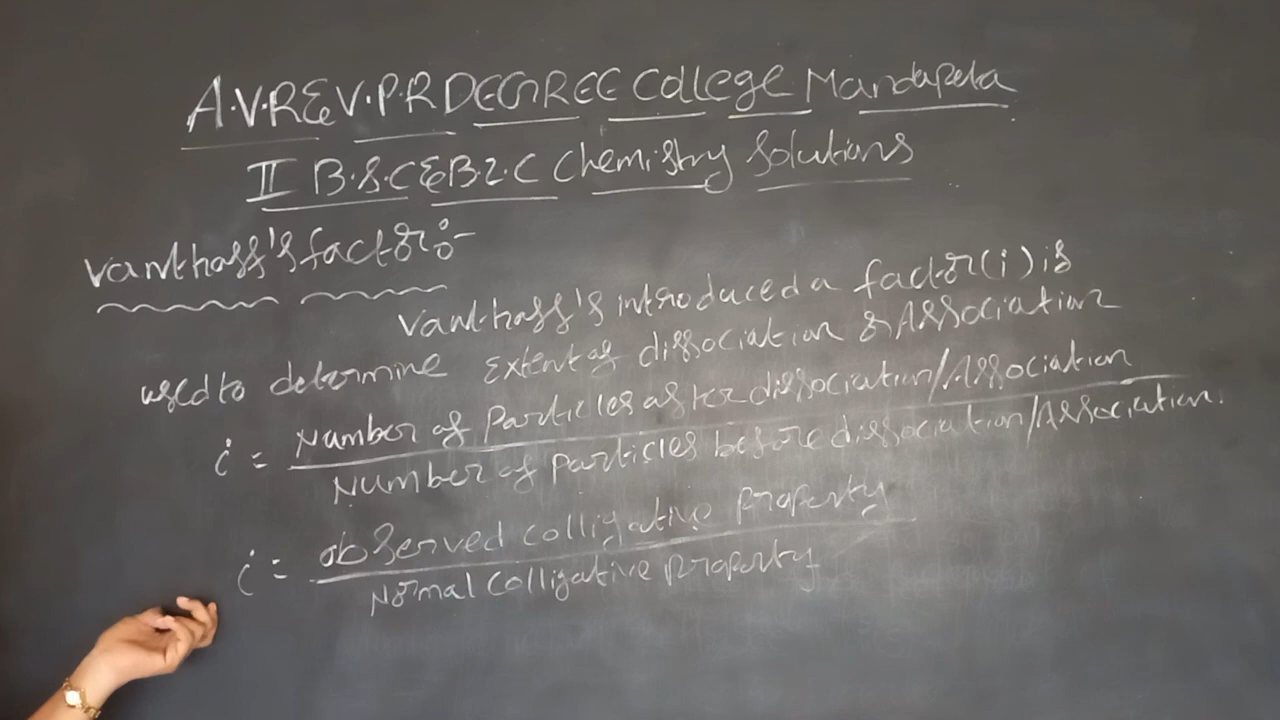 A.V.R & V.P.R DEGREE College Mandapeta
II B.S.C & B.Z.C Chemistry Solutions
vanthoff's factor:-
vanthoff's introduced a factor (i) is
used to determine Extent of dissociation & Association
i = Number of Particles after dissociation/Association
Number of particles before dissociation/Association.
i = observed colligative property
Normal colligative property